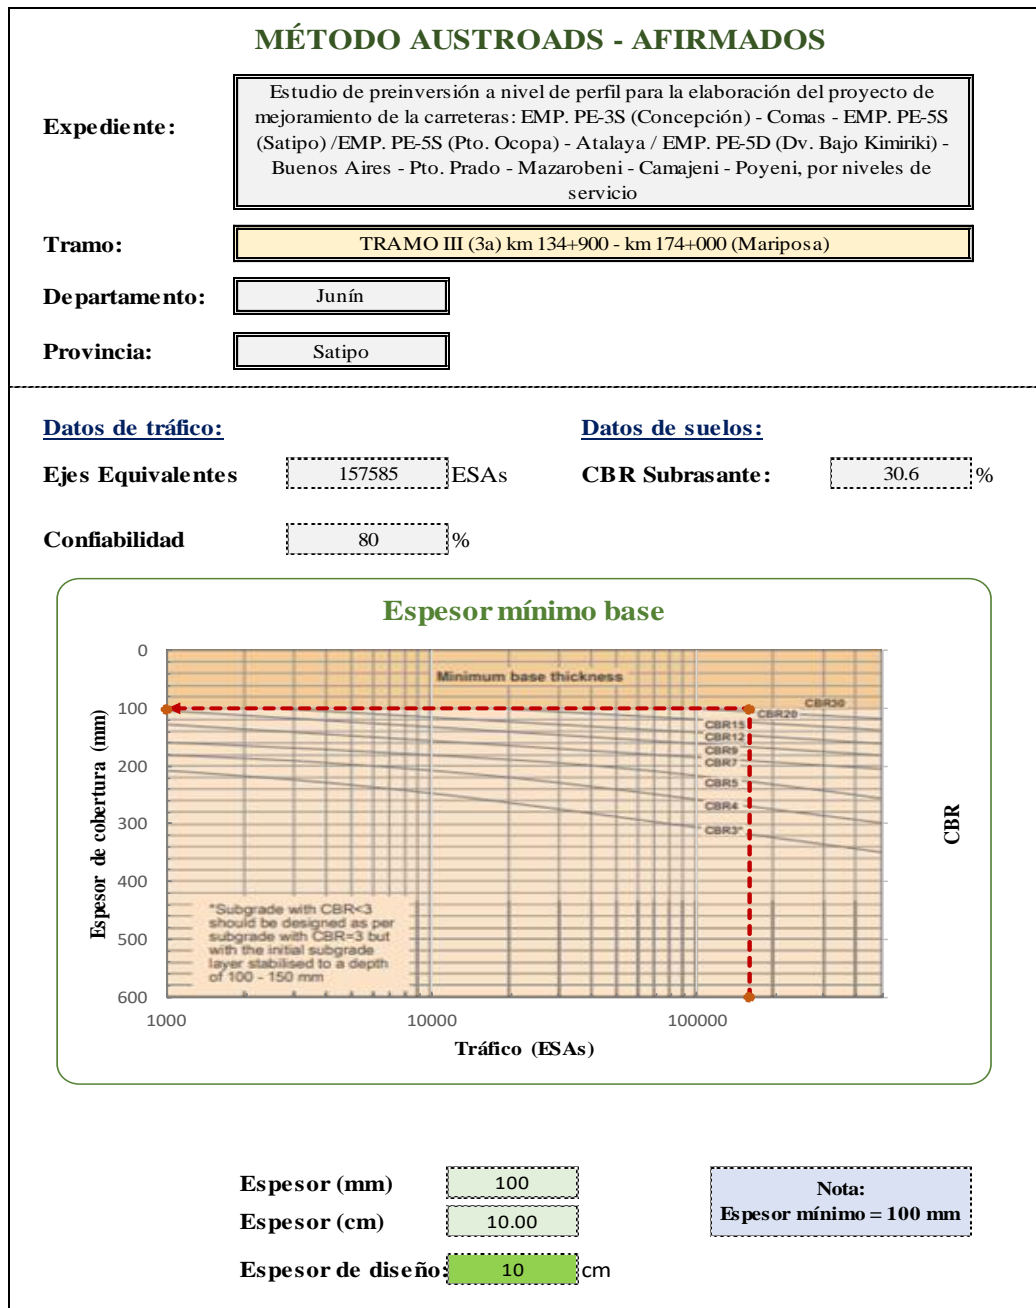 MÉTODO AUSTROADS - AFIRMADOS
Expediente:
Estudio de preinversión a nivel de perfil para la elaboración del proyecto de
mejoramiento de la carreteras: EMP. PE-3S (Concepción) - Comas - EMP. PE-5S
(Satipo) /EMP. PE-5S (Pto. Ocopa) - Atalaya / EMP. PE-5D (Dv. Bajo Kimiriki) -
Buenos Aires - Pto. Prado - Mazarobeni - Camajeni - Poyeni, por niveles de
servicio
Tramo:
TRAMO III (3a) km 134+900 - km 174+000 (Mariposa)
Departamento:
Junín
Provincia:
Satipo
Datos de tráfico:
Datos de suelos:
Ejes Equivalentes
157585
ESAs
CBR Subrasante:
30.6
%
Confiabilidad
80
%
Espesor mínimo base
Espesor de cobertura (mm)
0
100
200
300
400
500
600
Minimum base thickness
CBR30
CBR20
CBR15
CBR12
CBR9
CBR7
CBR5
CBR4
CBR3*
*Subgrade with CBR<3
should be designed as per
subgrade with CBR=3 but
with the initial subgrade
layer stabilised to a depth
of 100 - 150 mm
CBR
1000
10000
100000
Tráfico (ESAs)
Espesor (mm)
100
Espesor (cm)
10.00
Espesor de diseño:
10
cm
Nota:
Espesor mínimo = 100 mm